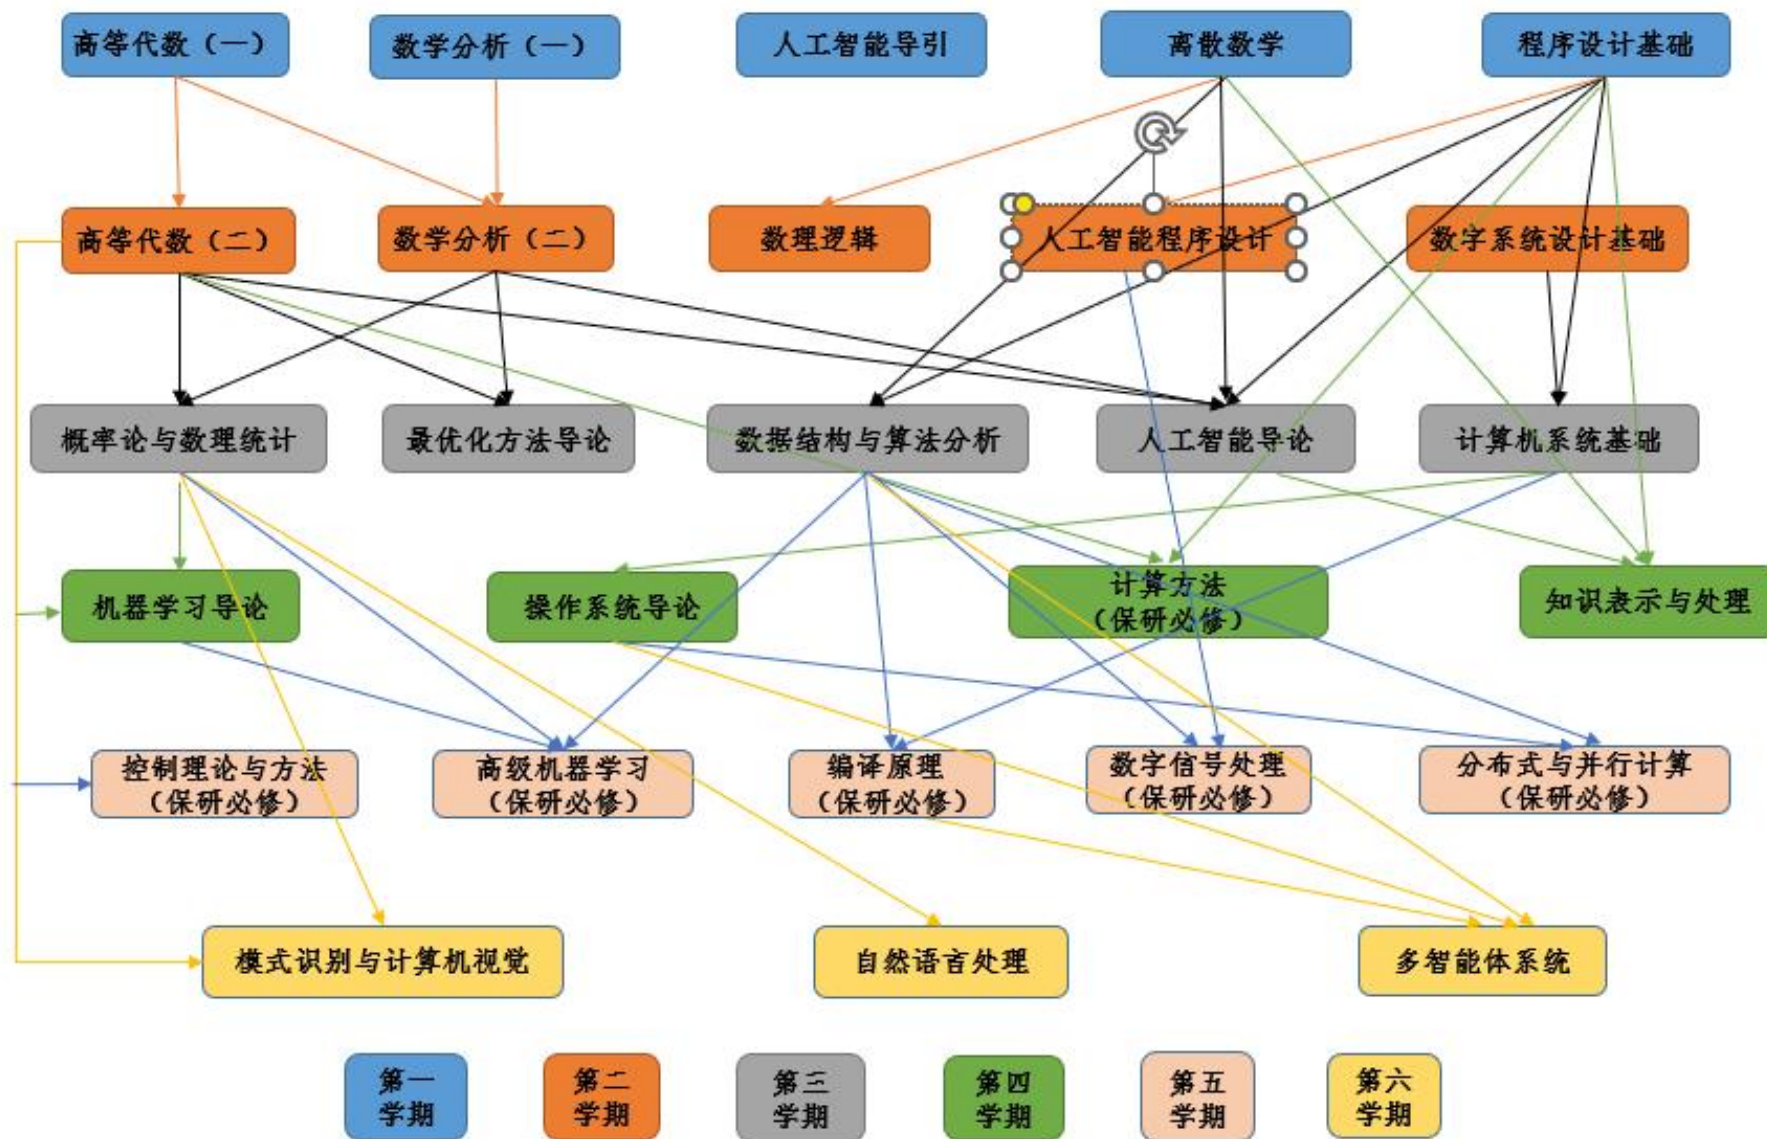 高等代数（一）
数学分析（一）
人工智能导引
离散数学
程序设计基础
高等代数（二）
数学分析（二）
数理逻辑
人工智能程序设计
数字系统设计基础
概率论与数理统计
最优化方法导论
数据结构与算法分析
人工智能导论
计算机系统基础
机器学习导论
操作系统导论
计算方法
（保研必修）
知识表示与处理
控制理论与方法
（保研必修）
高级机器学习
（保研必修）
编译原理
（保研必修）
数字信号处理
（保研必修）
分布式与并行计算
（保研必修）
模式识别与计算机视觉
自然语言处理
多智能体系统
第一
学期
第二
学期
第三
学期
第四
学期
第五
学期
第六
学期